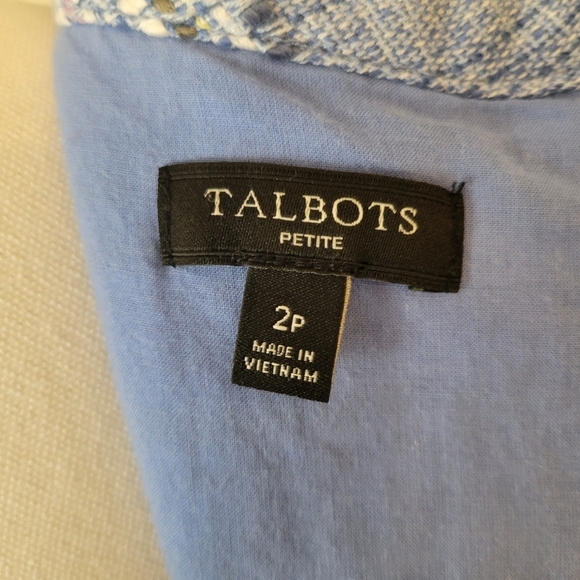 TALBOTS
PETITE
2P
MADE IN
VIETNAM